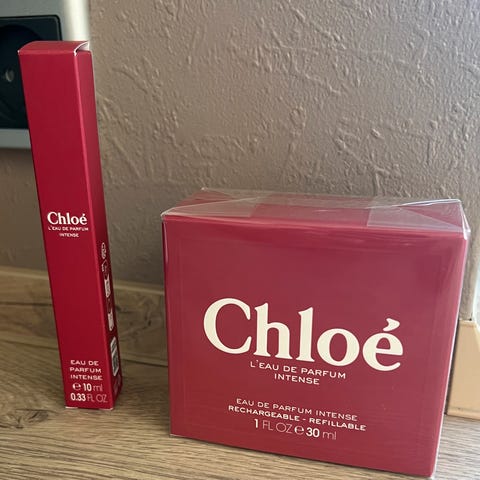 Chloé
L'EAU DE PARFUM
INTENSE
EAU DE
PARFUM
INTENSE
℮ 10 ml
0.33 FL OZ
Chloé
L'EAU DE PARFUM
INTENSE
EAU DE PARFUM INTENSE
RECHARGEABLE - REFILLABLE
1 FL OZ ℮ 30 ml